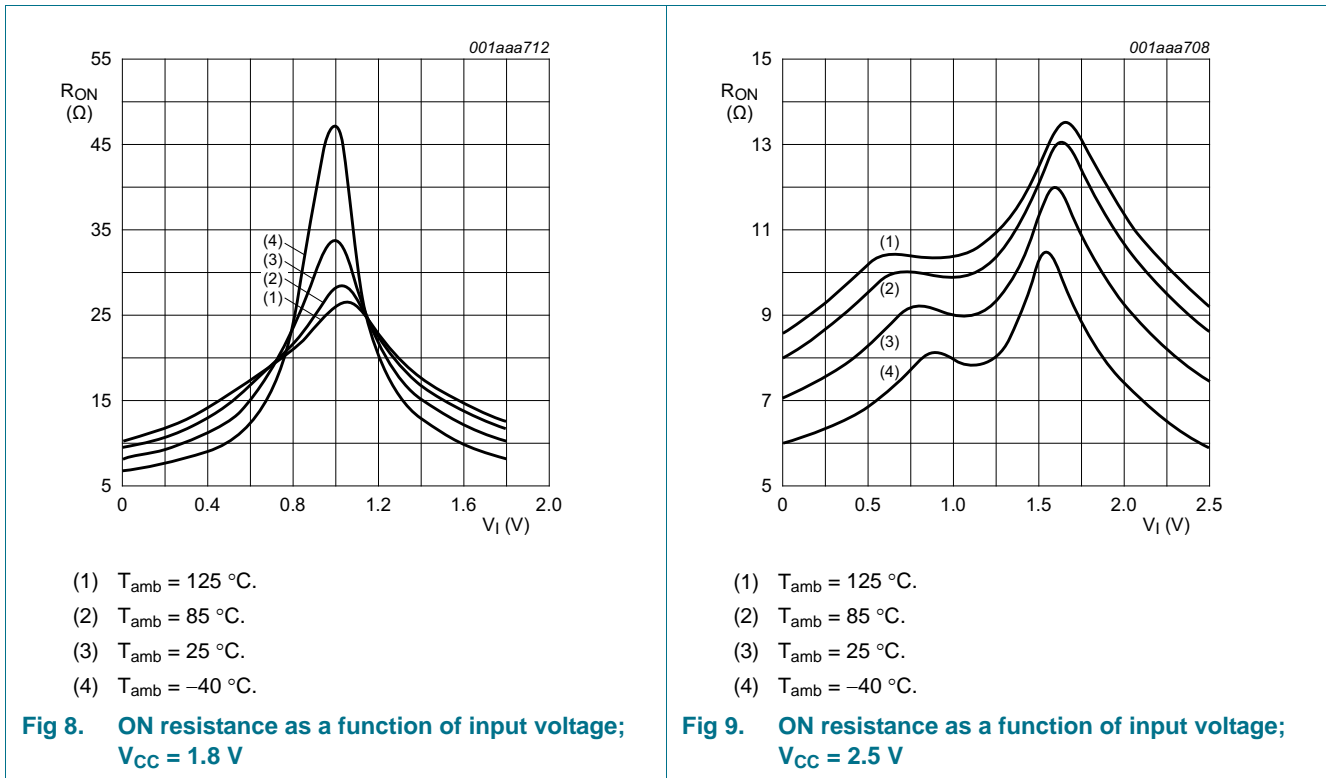 001aaa712
55
RON
(Ω)
45
35
(4)
(3)
(2)
(1)
25
15
5
0 0.4 0.8 1.2 1.6 2.0
VI (V)
(1) Tamb = 125 °C.
(2) Tamb = 85 °C.
(3) Tamb = 25 °C.
(4) Tamb = −40 °C.
Fig 8. ON resistance as a function of input voltage;
VCC = 1.8 V
001aaa708
15
RON
(Ω)
13
11
(1)
(2)
9
(3)
(4)
7
5
0 0.5 1.0 1.5 2.0 2.5
VI (V)
(1) Tamb = 125 °C.
(2) Tamb = 85 °C.
(3) Tamb = 25 °C.
(4) Tamb = −40 °C.
Fig 9. ON resistance as a function of input voltage;
VCC = 2.5 V